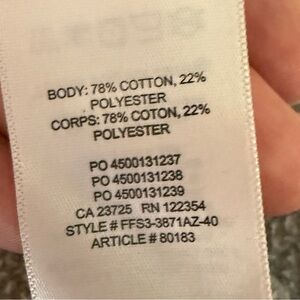 BODY: 78% COTTON, 22%
POLYESTER
CORPS: 78% COTON, 22%
POLYESTER
PO 4500131237
PO 4500131238
PO 4500131239
CA 23725 RN 122354
STYLE # FFS3-3871AZ-40
ARTICLE # 80183